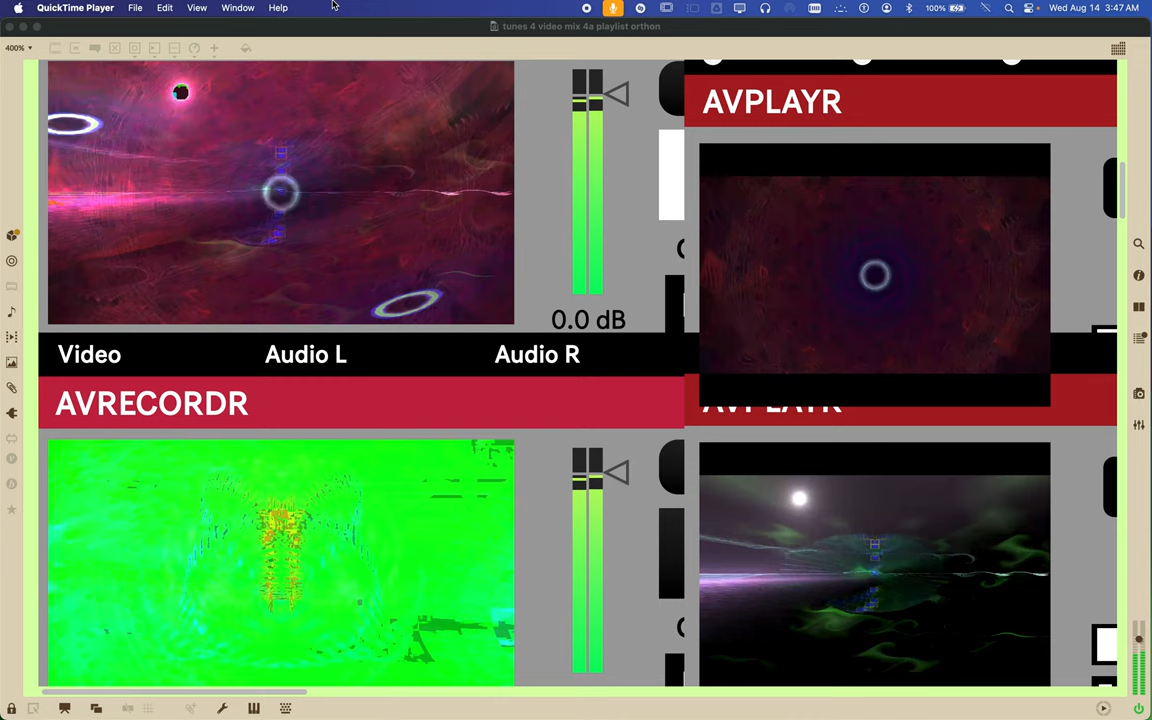 QuickTime Player File Edit View Window Help 100% Wed Aug 14 3:47 AM
tunes 4 video mix 4a playlist orthon
400%
AVPLAYR
0.0 dB
Video Audio L Audio R
AVRECORDR
AVPLAYR